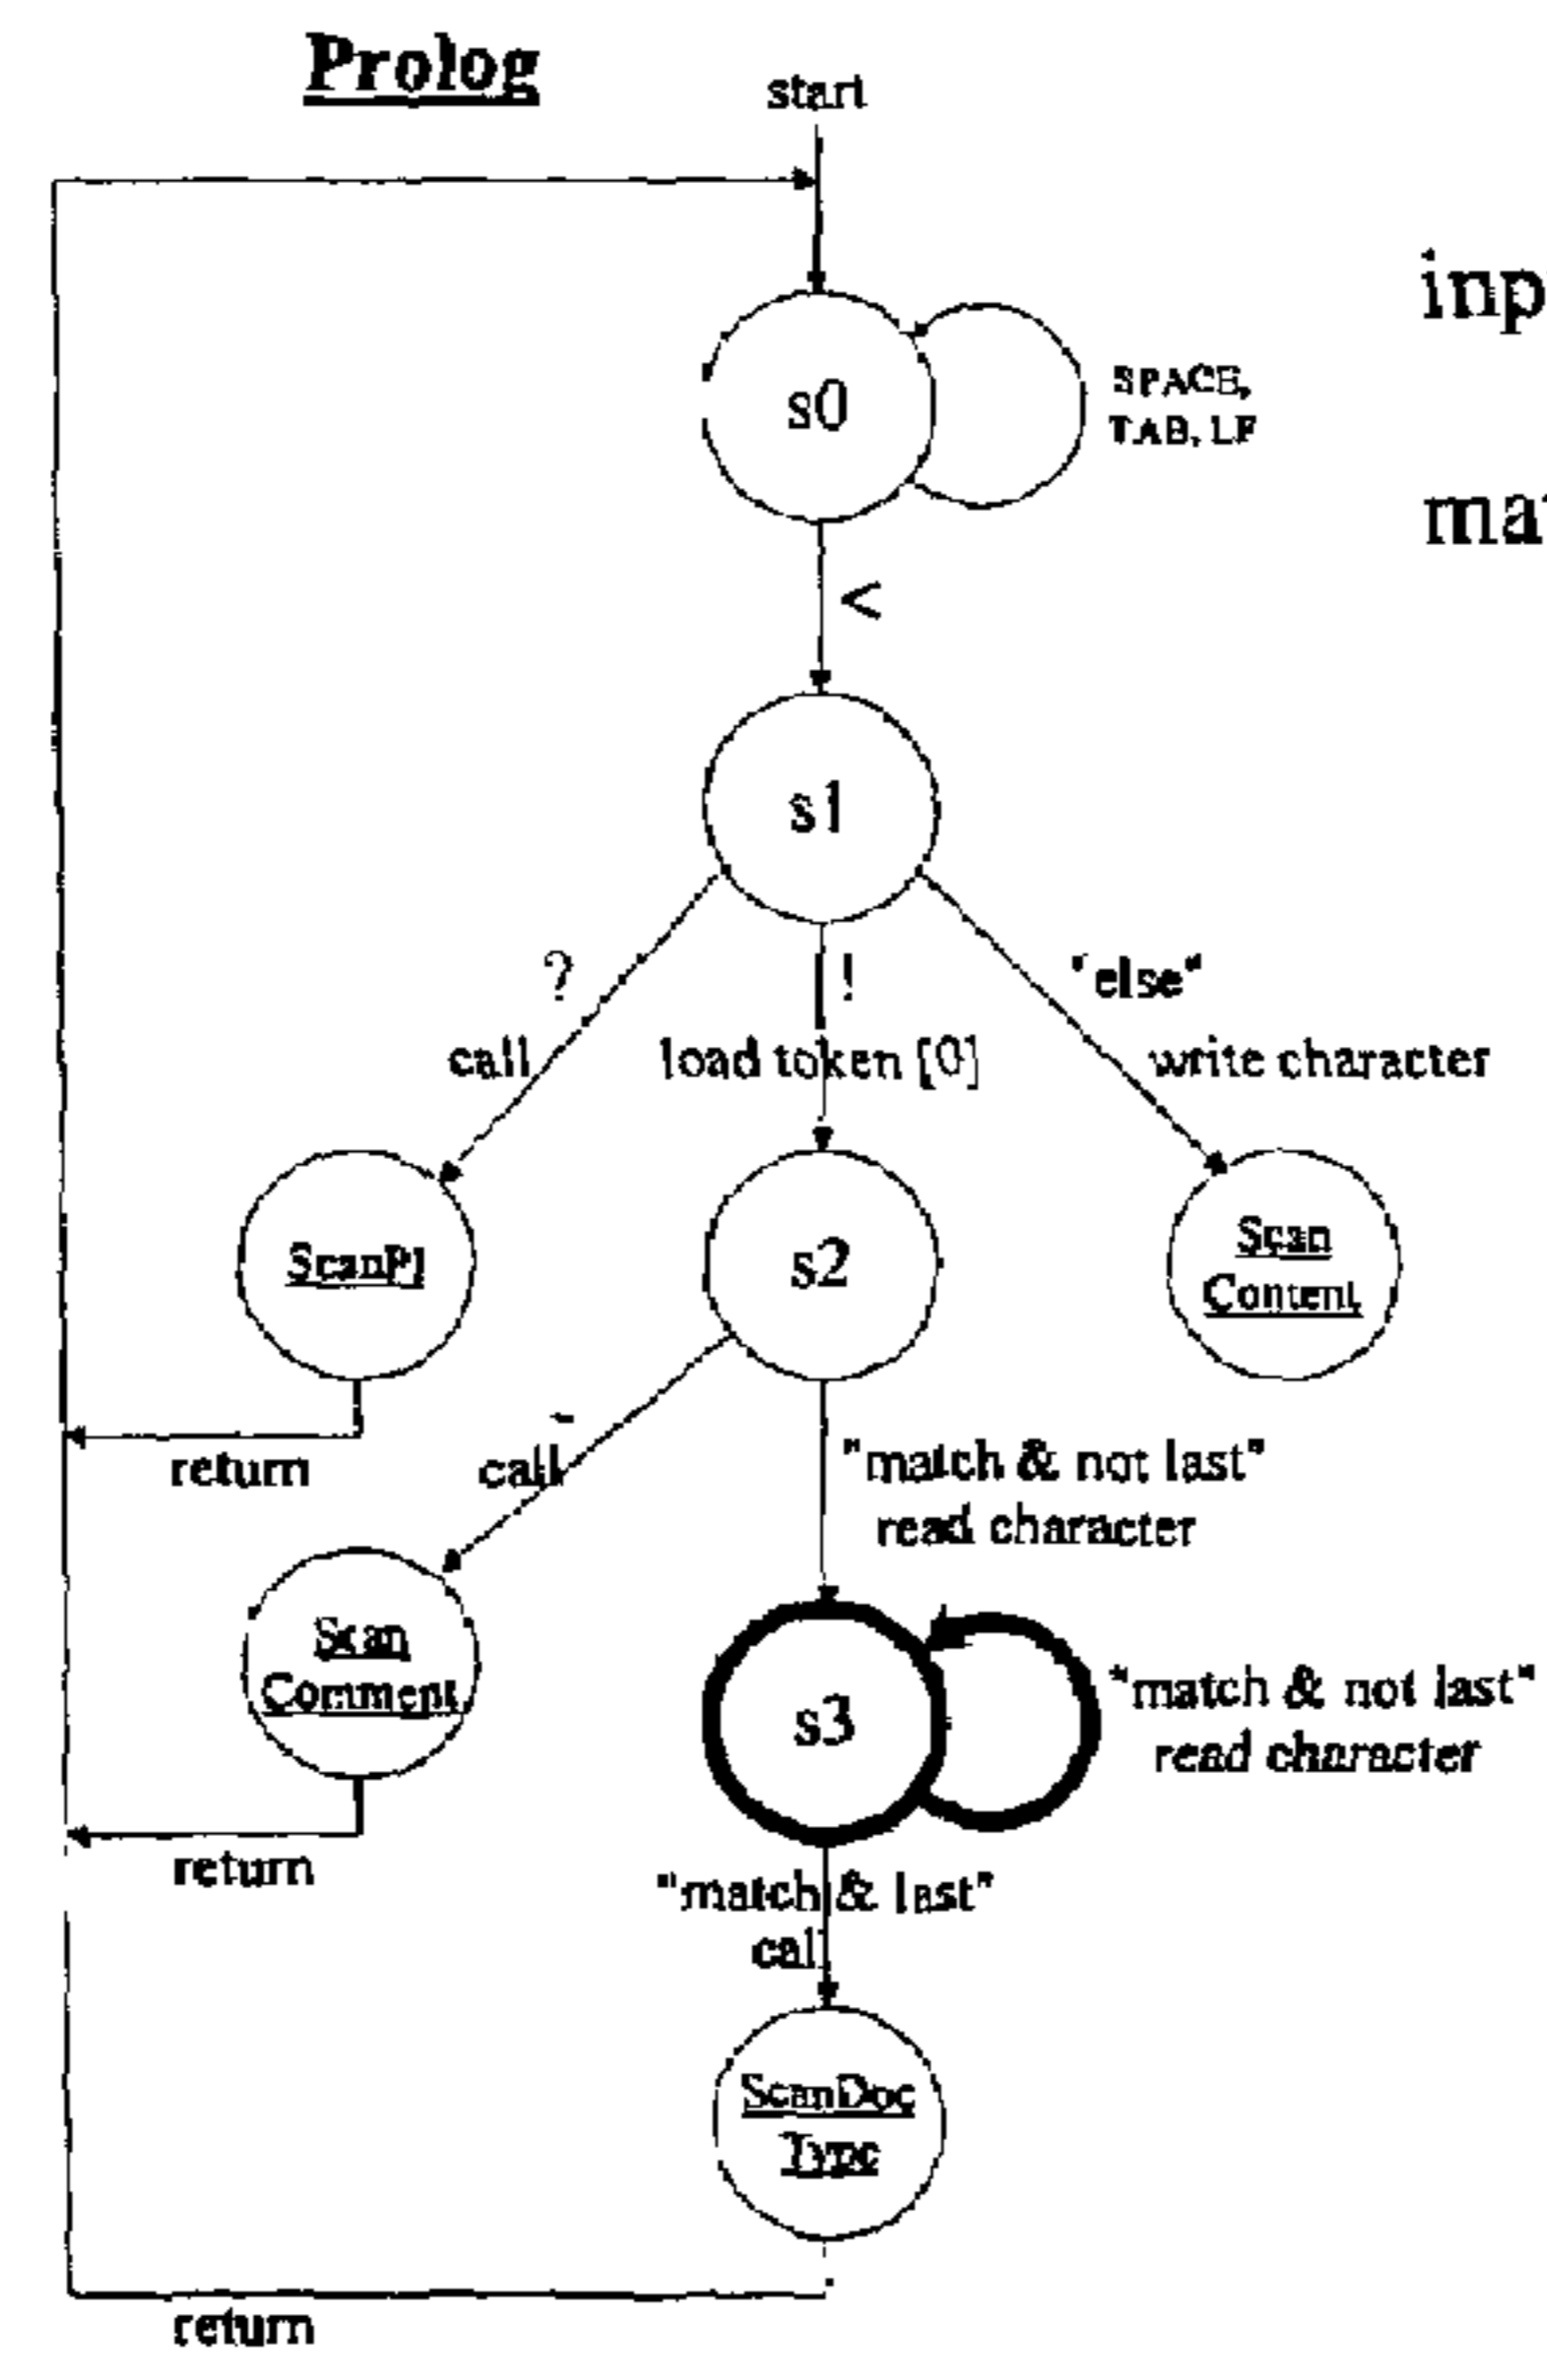 Prolog
start
inp
s0
SPACE,
TAB, LF
ma
<
s1
?
!
"else"
call
load token [0]
write character
ScanPI
s2
Scan
Content
-
call
return
"match & not last"
read character
Scan
Comment
s3
"match & not last"
read character
return
"match & last"
call
ScanDoc
Type
return